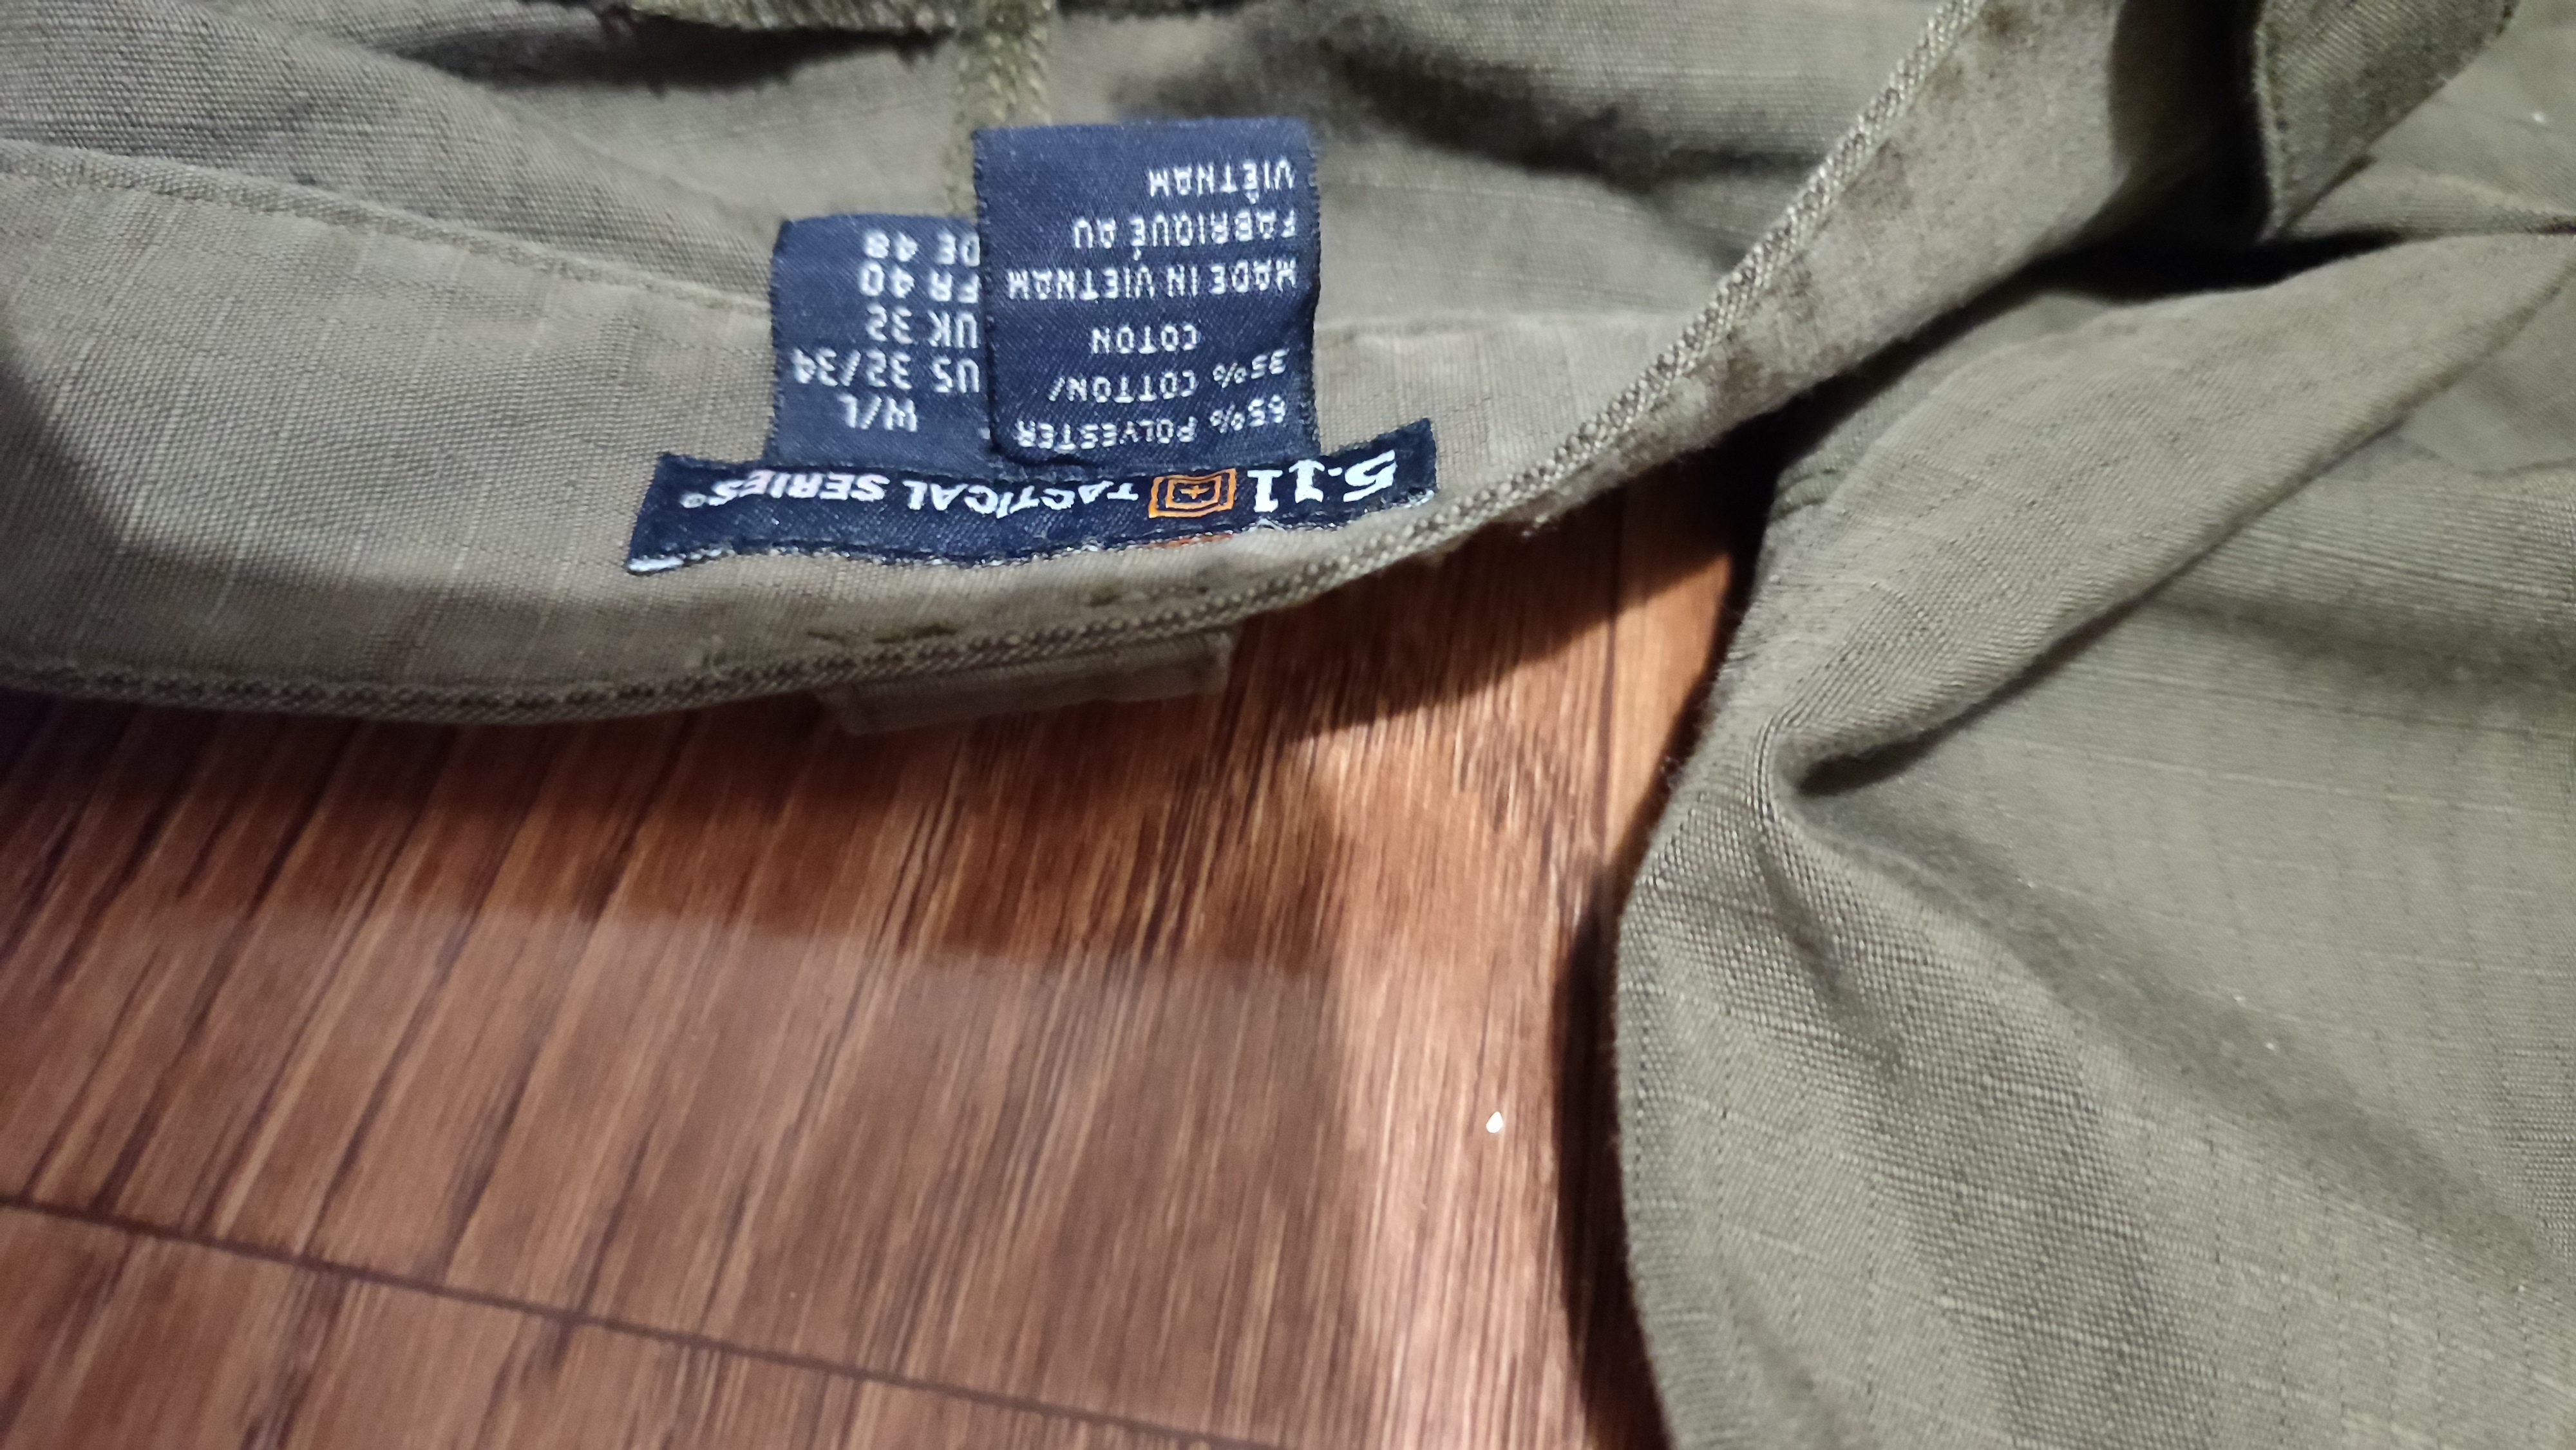 5.11 TACTICAL SERIES®
65% POLYESTER
35% COTTON/
COTON
MADE IN VIETNAM
FABRIQUÉ AU
VIÊTNAM
W/L
US 32/34
UK 32
FR 40
DE 48